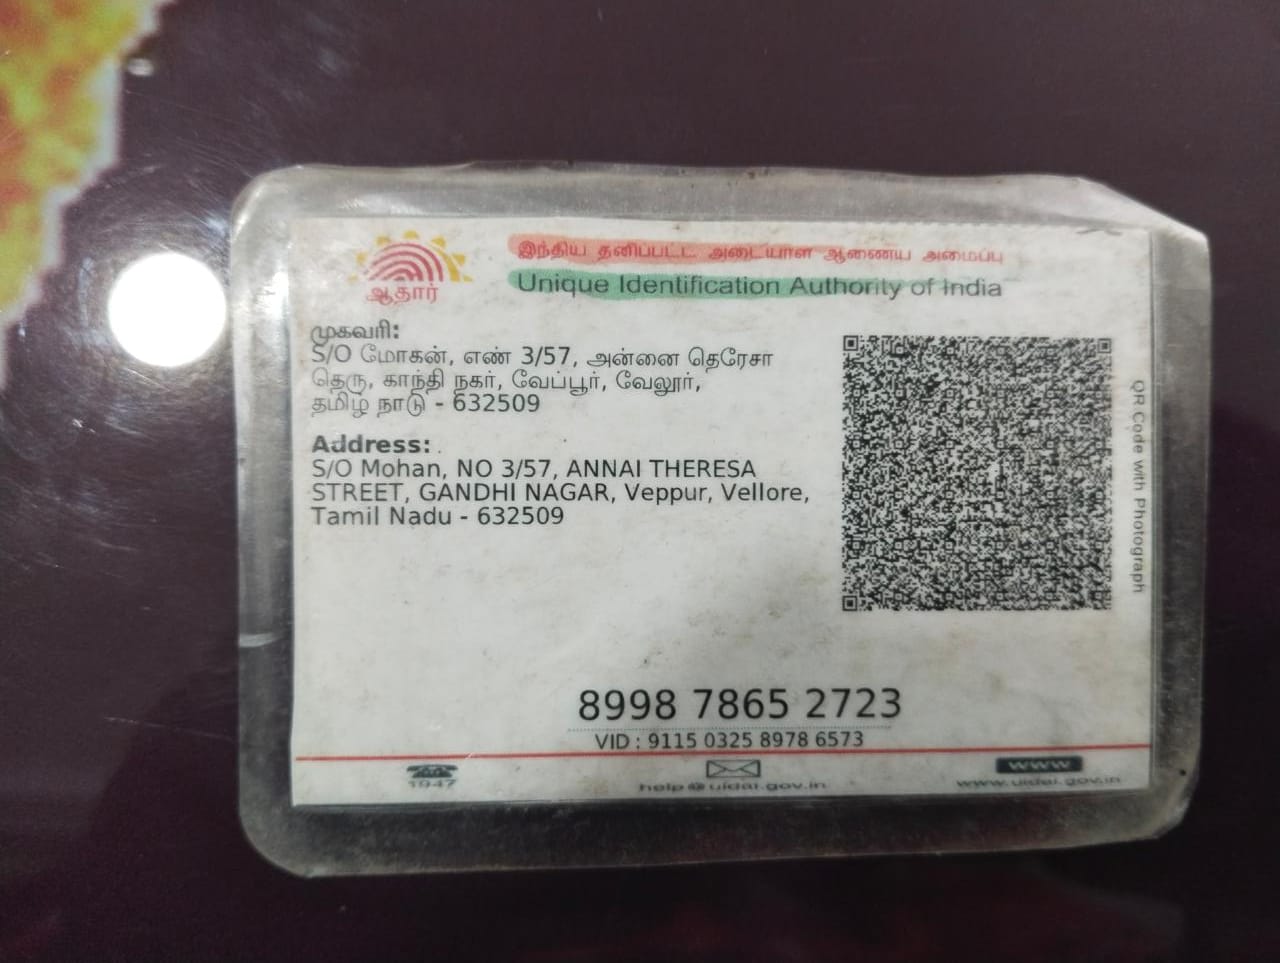 இந்திய தனிப்பட்ட அடையாள ஆணைய அமைப்பு
Unique Identification Authority of India
ஆதார்
முகவரி:
S/O மோகன், எண் 3/57, அன்னை தெரேசா
தெரு, காந்தி நகர், வேப்பூர், வேலூர்,
தமிழ் நாடு - 632509
Address:
S/O Mohan, NO 3/57, ANNAI THERESA
STREET, GANDHI NAGAR, Veppur, Vellore,
Tamil Nadu - 632509
QR Code with Photograph
8998 7865 2723
VID : 9115 0325 8978 6573
1947
help@uidai.gov.in
www
www.uidai.gov.in